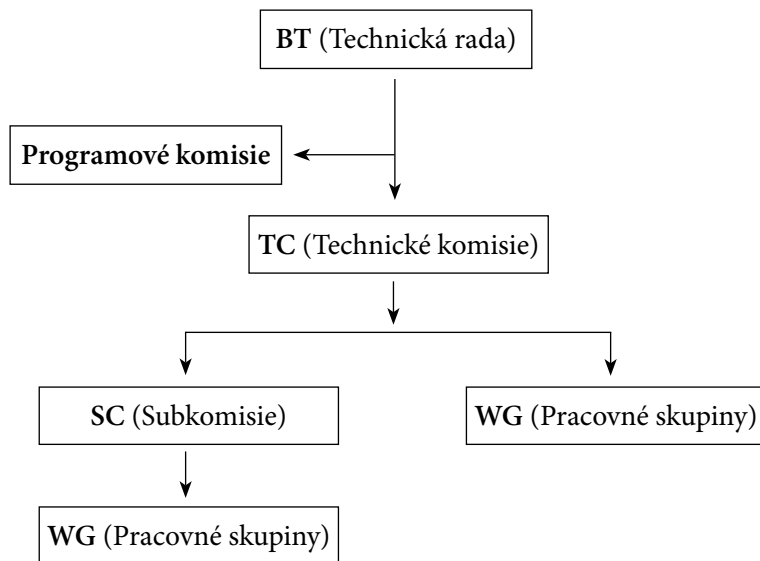 BT (Technická rada)
Programové komisie
TC (Technické komisie)
SC (Subkomisie)
WG (Pracovné skupiny)
WG (Pracovné skupiny)